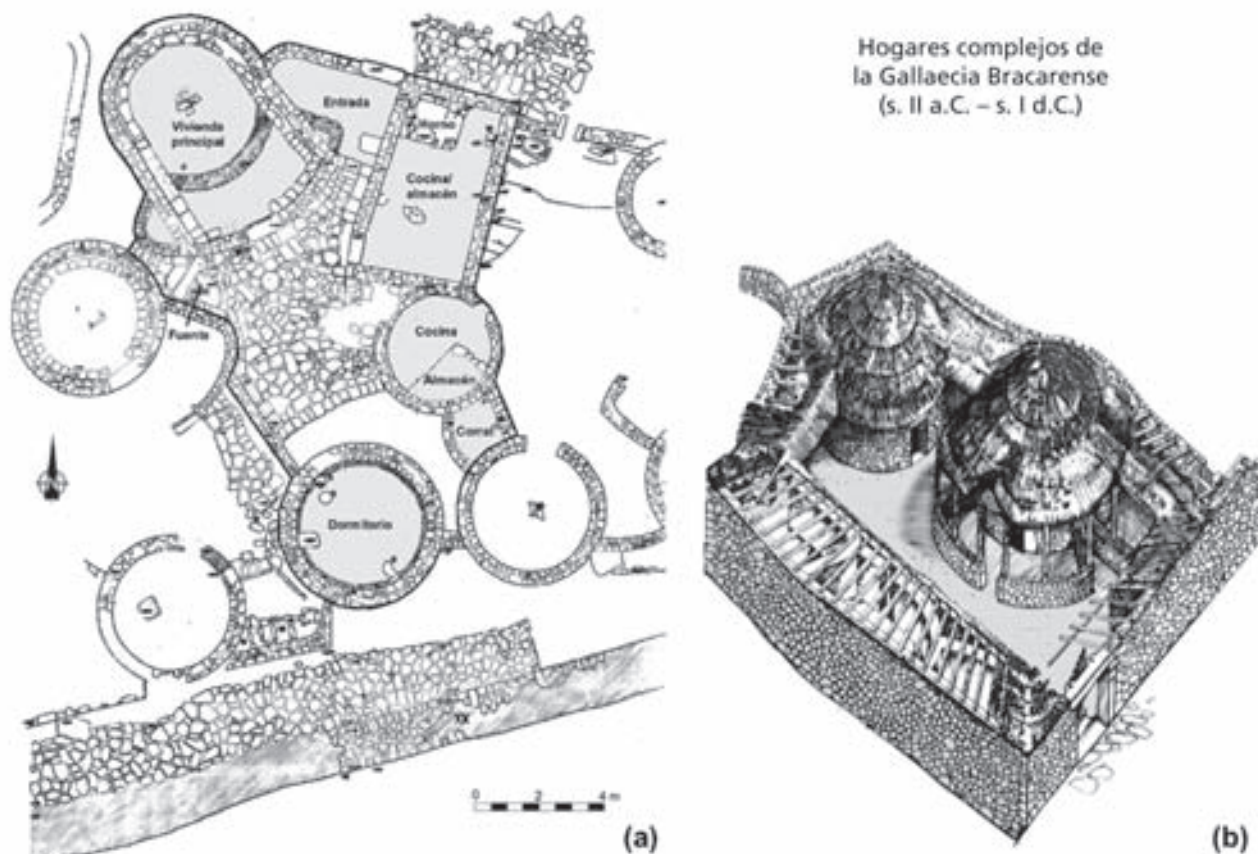 Hogares complejos de
la Gallaecia Bracarense
(s. II a.C. – s. I d.C.)
Entrada
Vivienda
principal
Horno
Cocina/
almacén
Fuente
Cocina
Almacén
Corral
Dormitorio
0 2 4 m
(a)
(b)